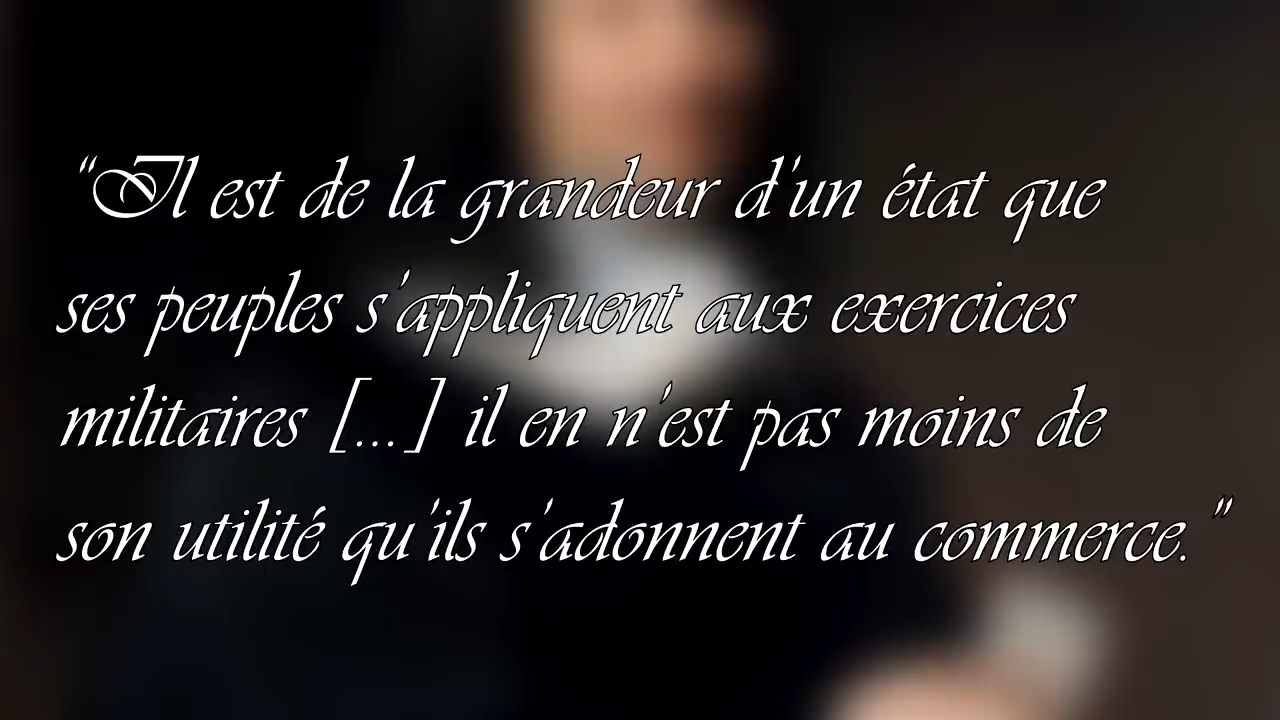 “Il est de la grandeur d'un état que
ses peuples s'appliquent aux exercices
militaires [...] il en n'est pas moins de
son utilité qu'ils s'adonnent au commerce.”